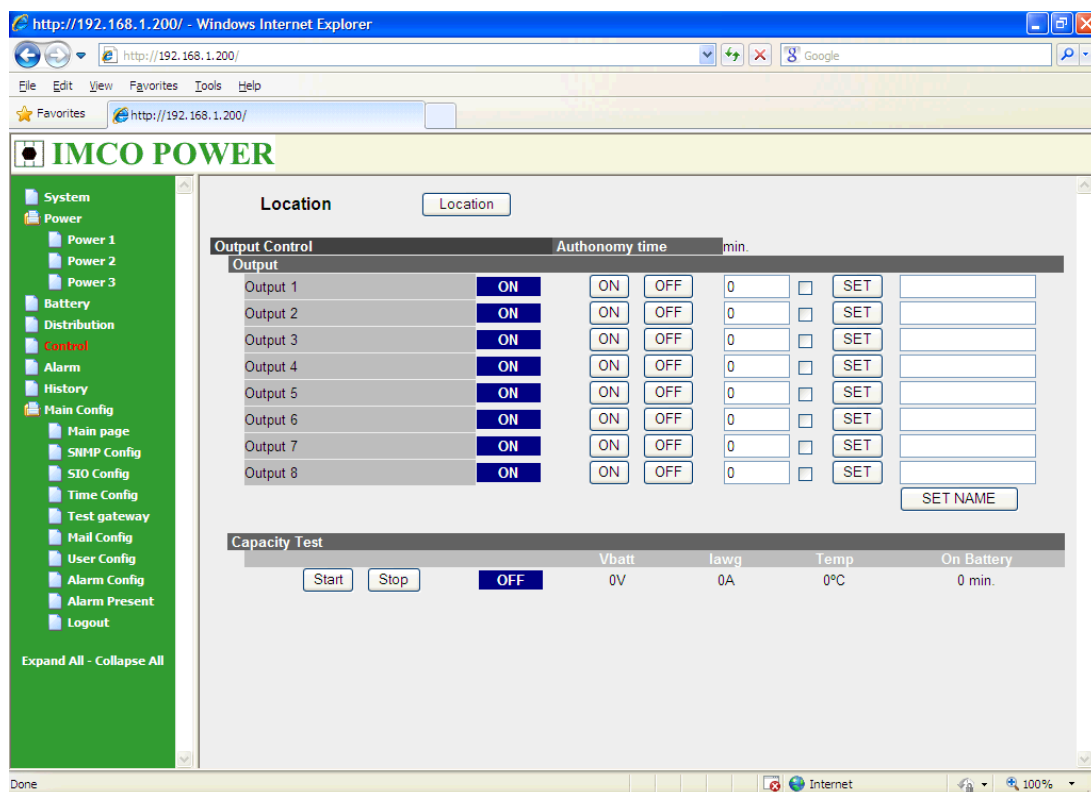 http://192.168.1.200/ - Windows Internet Explorer
http://192.168.1.200/
Google
File Edit View Favorites Tools Help
Favorites http://192.168.1.200/
IMCO POWER
System
Power
Power 1
Power 2
Power 3
Battery
Distribution
Control
Alarm
History
Main Config
Main page
SNMP Config
SIO Config
Time Config
Test gateway
Mail Config
User Config
Alarm Config
Alarm Present
Logout
Expand All - Collapse All
Location Location
Output Control Authonomy time min.
Output
Output 1 ON ON OFF 0 SET
Output 2 ON ON OFF 0 SET
Output 3 ON ON OFF 0 SET
Output 4 ON ON OFF 0 SET
Output 5 ON ON OFF 0 SET
Output 6 ON ON OFF 0 SET
Output 7 ON ON OFF 0 SET
Output 8 ON ON OFF 0 SET
SET NAME
Capacity Test
Vbatt Iawg Temp On Battery
Start Stop OFF 0V 0A 0ºC 0 min.
Done Internet 100%